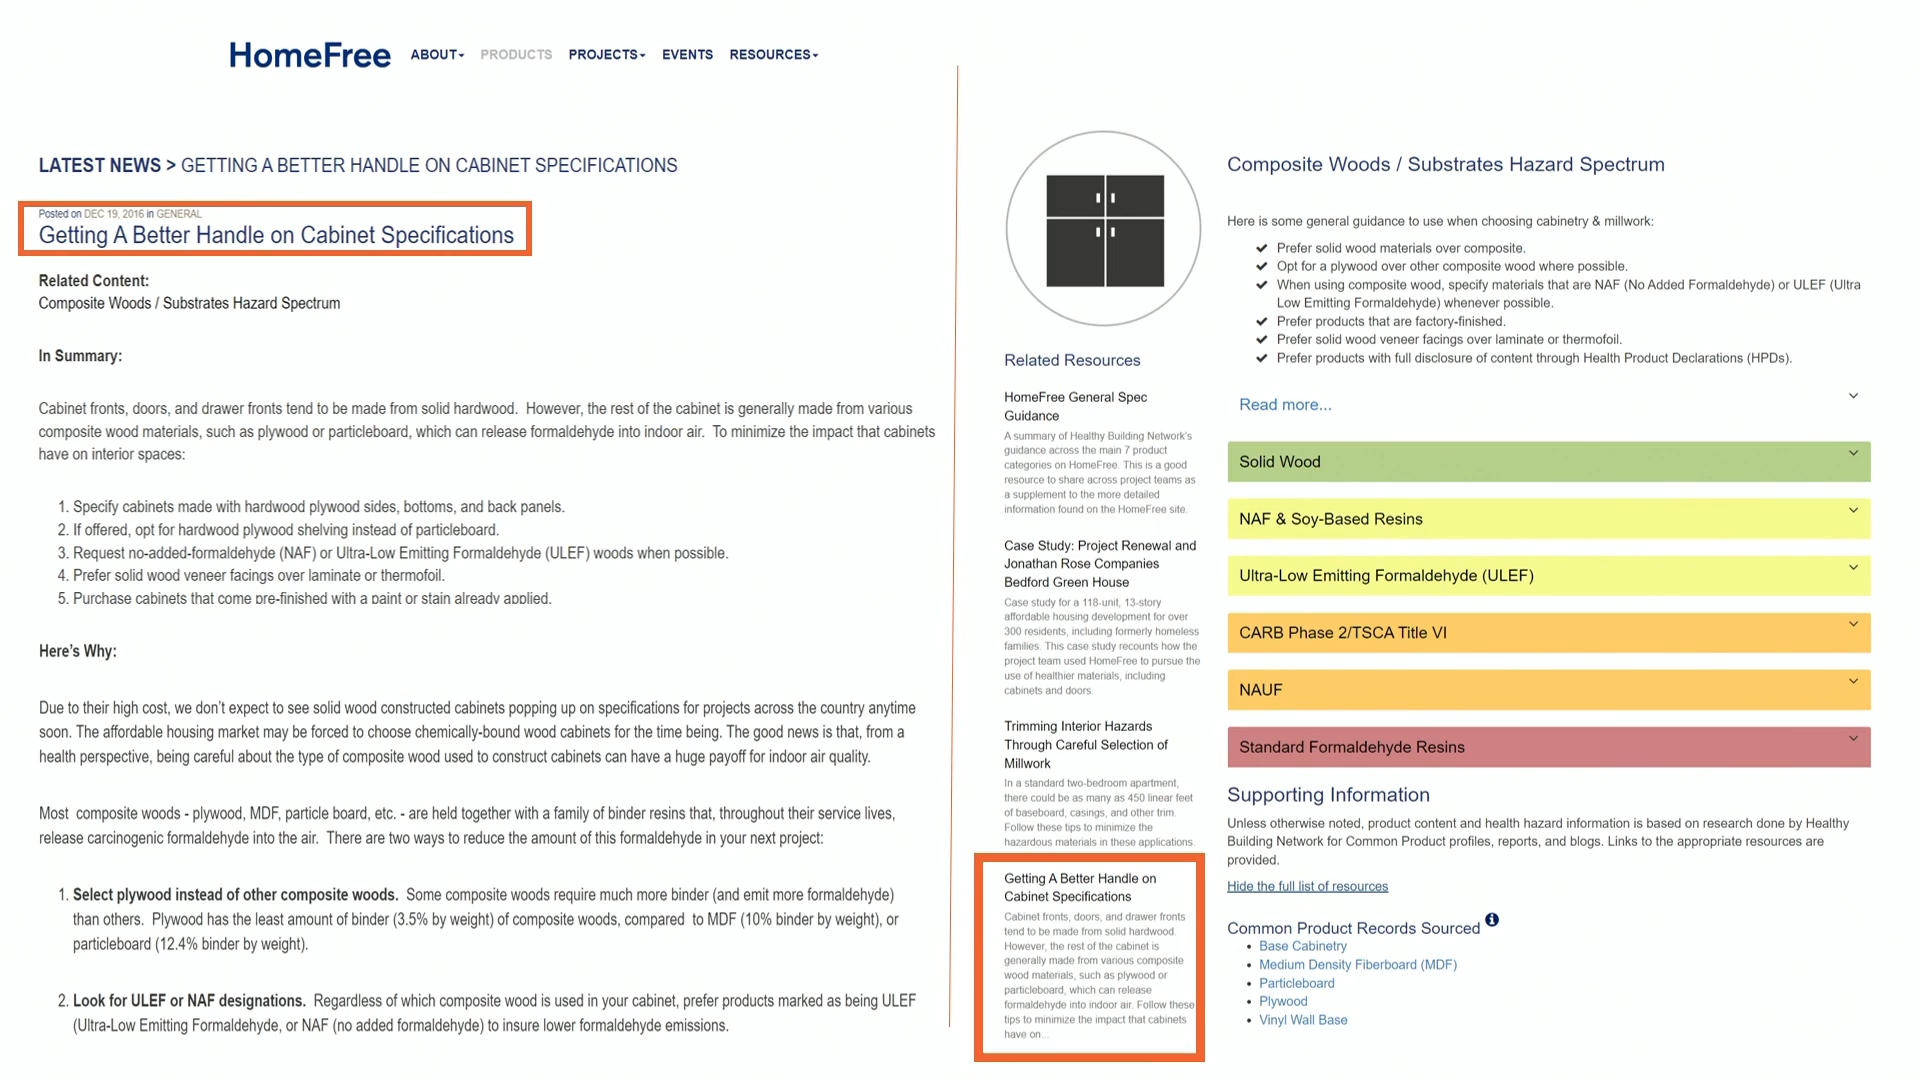 HomeFree ABOUT PRODUCTS PROJECTS EVENTS RESOURCES
LATEST NEWS > GETTING A BETTER HANDLE ON CABINET SPECIFICATIONS
Posted on DEC 19, 2016 in GENERAL
Getting A Better Handle on Cabinet Specifications
Related Content:
Composite Woods / Substrates Hazard Spectrum
In Summary:
Cabinet fronts, doors, and drawer fronts tend to be made from solid hardwood. However, the rest of the cabinet is generally made from various
composite wood materials, such as plywood or particleboard, which can release formaldehyde into indoor air. To minimize the impact that cabinets
have on interior spaces:
1. Specify cabinets made with hardwood plywood sides, bottoms, and back panels.
2. If offered, opt for hardwood plywood shelving instead of particleboard.
3. Request no-added-formaldehyde (NAF) or Ultra-Low Emitting Formaldehyde (ULEF) woods when possible.
4. Prefer solid wood veneer facings over laminate or thermofoil.
5. Purchase cabinets that come pre-finished with a paint or stain already applied.
Here's Why:
Due to their high cost, we don't expect to see solid wood constructed cabinets popping up on specifications for projects across the country anytime
soon. The affordable housing market may be forced to choose chemically-bound wood cabinets for the time being. The good news is that, from a
health perspective, being careful about the type of composite wood used to construct cabinets can have a huge payoff for indoor air quality.
Most composite woods - plywood, MDF, particle board, etc. - are held together with a family of binder resins that, throughout their service lives,
release carcinogenic formaldehyde into the air. There are two ways to reduce the amount of this formaldehyde in your next project:
1. Select plywood instead of other composite woods. Some composite woods require much more binder (and emit more formaldehyde)
than others. Plywood has the least amount of binder (3.5% by weight) of composite woods, compared to MDF (10% binder by weight), or
particleboard (12.4% binder by weight).
2. Look for ULEF or NAF designations. Regardless of which composite wood is used in your cabinet, prefer products marked as being ULEF
(Ultra-Low Emitting Formaldehyde, or NAF (no added formaldehyde) to insure lower formaldehyde emissions.
Related Resources
HomeFree General Spec
Guidance
A summary of Healthy Building Network's
guidance across the main 7 product
categories on HomeFree. This is a good
resource to share across project teams as
a supplement to the more detailed
information found on the HomeFree site.
Case Study: Project Renewal and
Jonathan Rose Companies
Bedford Green House
Case study for a 118-unit, 13-story
affordable housing development for over
300 residents, including formerly homeless
families. This case study recounts how the
project team used HomeFree to pursue the
use of healthier materials, including
cabinets and doors.
Trimming Interior Hazards
Through Careful Selection of
Millwork
In a standard two-bedroom apartment,
there could be as many as 450 linear feet
of baseboard, casings, and other trim.
Follow these tips to minimize the
hazardous materials in these applications.
Getting A Better Handle on
Cabinet Specifications
Cabinet fronts, doors, and drawer fronts
tend to be made from solid hardwood.
However, the rest of the cabinet is
generally made from various composite
wood materials, such as plywood or
particleboard, which can release
formaldehyde into indoor air. Follow these
tips to minimize the impact that cabinets
have on...
Composite Woods / Substrates Hazard Spectrum
Here is some general guidance to use when choosing cabinetry & millwork:
✔ Prefer solid wood materials over composite.
✔ Opt for a plywood over other composite wood where possible.
✔ When using composite wood, specify materials that are NAF (No Added Formaldehyde) or ULEF (Ultra
Low Emitting Formaldehyde) whenever possible.
✔ Prefer products that are factory-finished.
✔ Prefer solid wood veneer facings over laminate or thermofoil.
✔ Prefer products with full disclosure of content through Health Product Declarations (HPDs).
Read more...
Solid Wood
NAF & Soy-Based Resins
Ultra-Low Emitting Formaldehyde (ULEF)
CARB Phase 2/TSCA Title VI
NAUF
Standard Formaldehyde Resins
Supporting Information
Unless otherwise noted, product content and health hazard information is based on research done by Healthy
Building Network for Common Product profiles, reports, and blogs. Links to the appropriate resources are
provided.
Hide the full list of resources
Common Product Records Sourced
• Base Cabinetry
• Medium Density Fiberboard (MDF)
• Particleboard
• Plywood
• Vinyl Wall Base